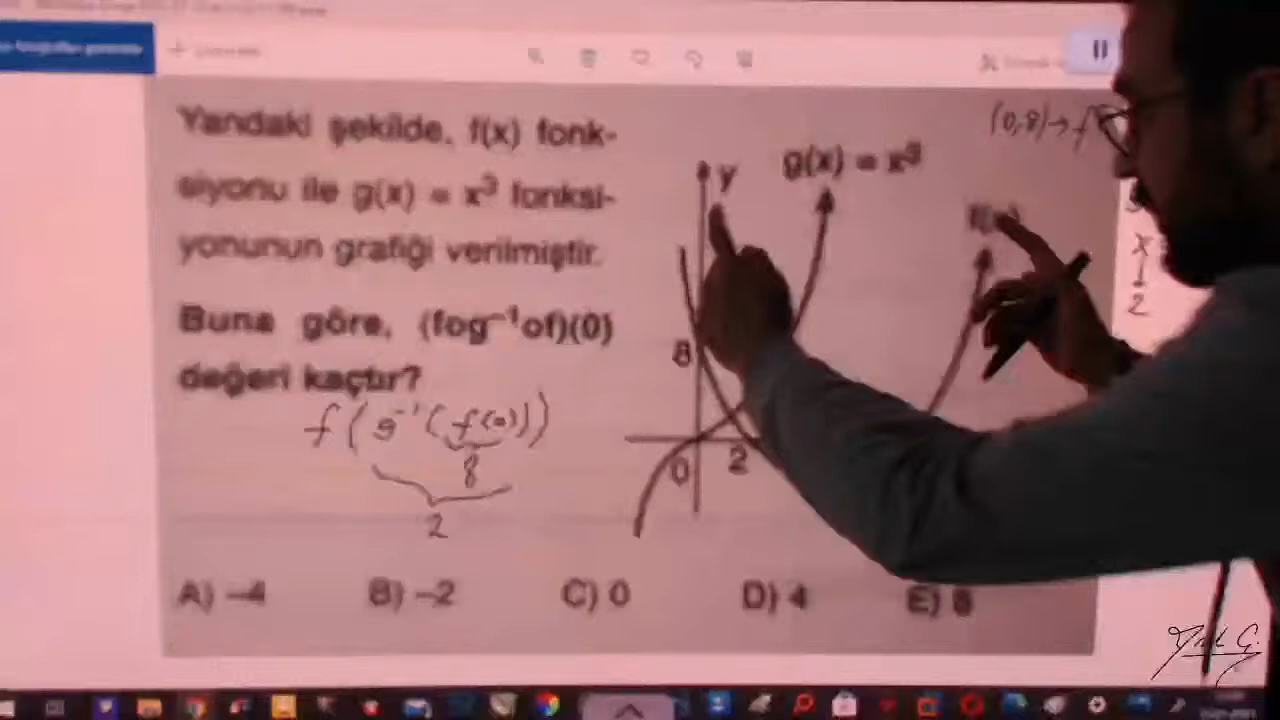 Yandaki şekilde, f(x) fonk-
siyonu ile g(x) = x³ fonksi-
yonunun grafiği verilmiştir.
Buna göre, (fog⁻¹of)(0)
değeri kaçtır?
f(g⁻¹(f(0)))
8
2
y
g(x) = x³
f(x)
8
0
2
(0,8)→f
x
2
A) –4
B) –2
C) 0
D) 4
E) 8